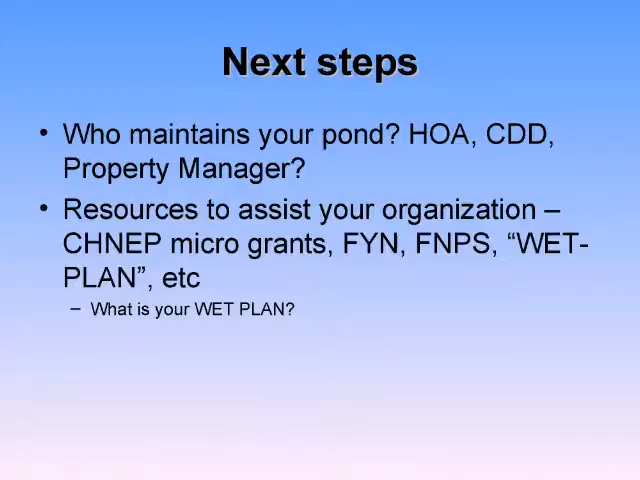 Next steps
• Who maintains your pond? HOA, CDD,
Property Manager?
• Resources to assist your organization –
CHNEP micro grants, FYN, FNPS, “WET-
PLAN”, etc
– What is your WET PLAN?